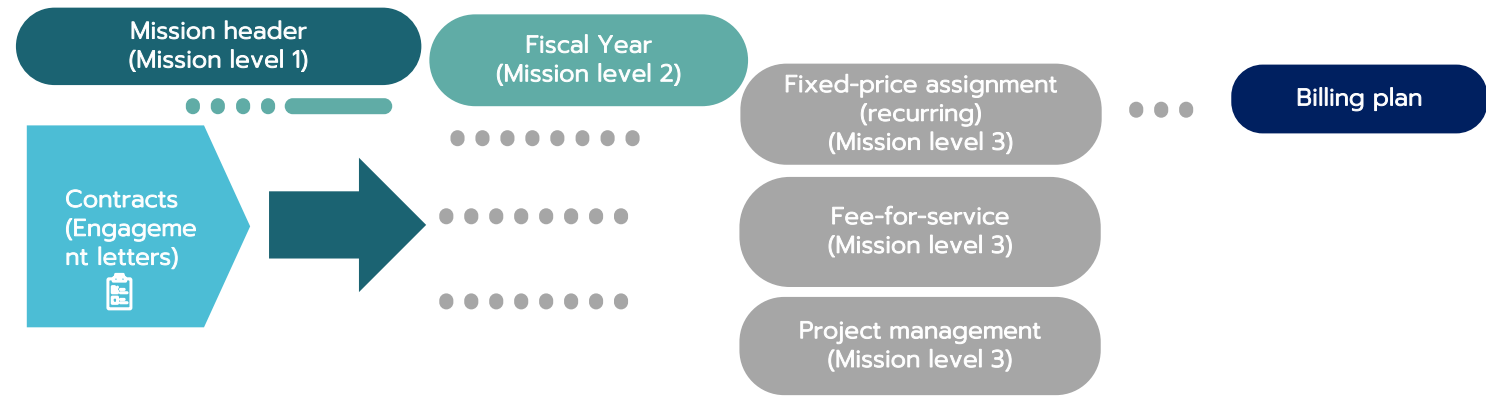 Mission header
(Mission level 1)
Fiscal Year
(Mission level 2)
Fixed-price assignment
(recurring)
(Mission level 3)
Billing plan
Contracts
(Engageme
nt letters)
Fee-for-service
(Mission level 3)
Project management
(Mission level 3)